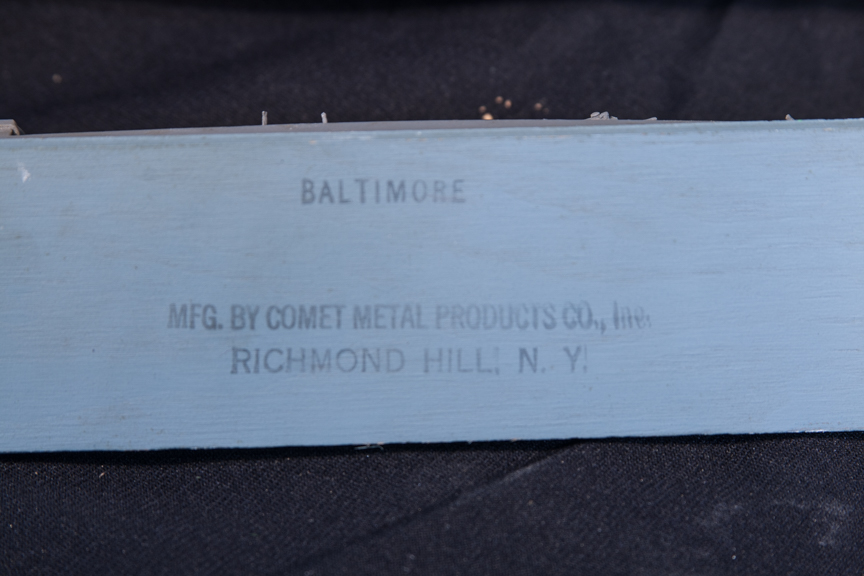 BALTIMORE
MFG. BY COMET METAL PRODUCTS CO., Inc.
RICHMOND HILL, N. Y.